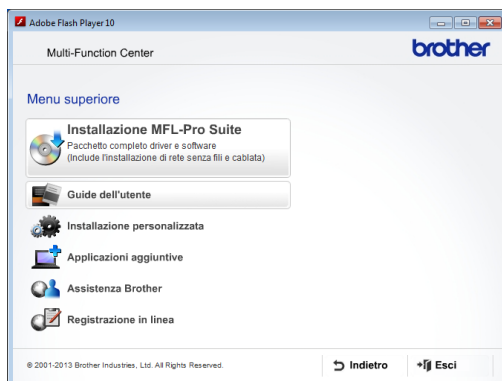 Adobe Flash Player 10
Multi-Function Center
brother
Menu superiore
Installazione MFL-Pro Suite
Pacchetto completo driver e software
(Include l'installazione di rete senza fili e cablata)
Guide dell'utente
Installazione personalizzata
Applicazioni aggiuntive
Assistenza Brother
Registrazione in linea
© 2001-2013 Brother Industries, Ltd. All Rights Reserved.
Indietro
Esci